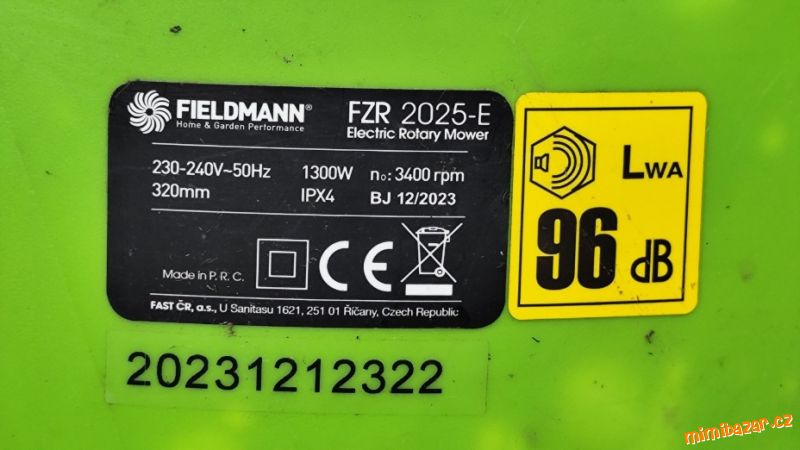 FIELDMANN®
Home & Garden Performance
FZR 2025-E
Electric Rotary Mower
230-240V~50Hz 1300W n₀: 3400 rpm
320mm IPX4 BJ 12/2023
Made in P. R. C.
CE
FAST ČR, a.s., U Sanitasu 1621, 251 01 Říčany, Czech Republic
LWA
96 dB
20231212322
mimibazar.cz